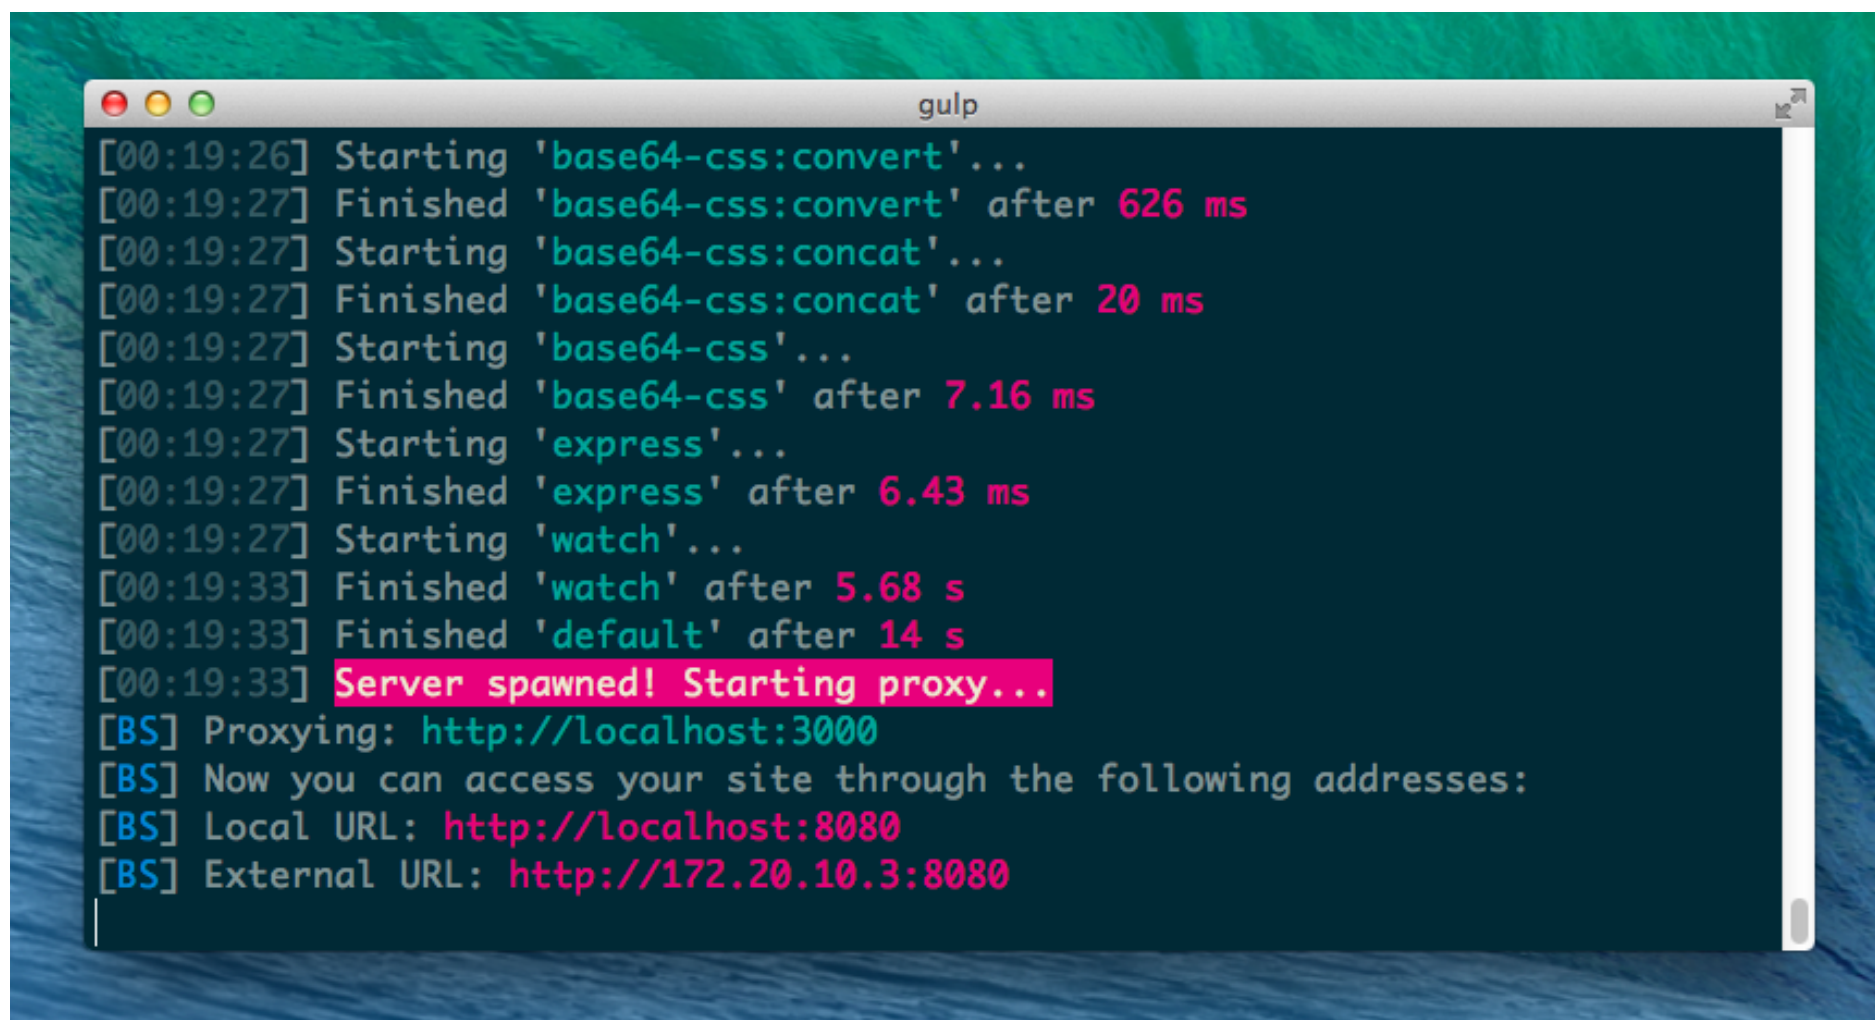 gulp
[00:19:26] Starting 'base64-css:convert'...
[00:19:27] Finished 'base64-css:convert' after 626 ms
[00:19:27] Starting 'base64-css:concat'...
[00:19:27] Finished 'base64-css:concat' after 20 ms
[00:19:27] Starting 'base64-css'...
[00:19:27] Finished 'base64-css' after 7.16 ms
[00:19:27] Starting 'express'...
[00:19:27] Finished 'express' after 6.43 ms
[00:19:27] Starting 'watch'...
[00:19:33] Finished 'watch' after 5.68 s
[00:19:33] Finished 'default' after 14 s
[00:19:33] Server spawned! Starting proxy...
[BS] Proxying: http://localhost:3000
[BS] Now you can access your site through the following addresses:
[BS] Local URL: http://localhost:8080
[BS] External URL: http://172.20.10.3:8080